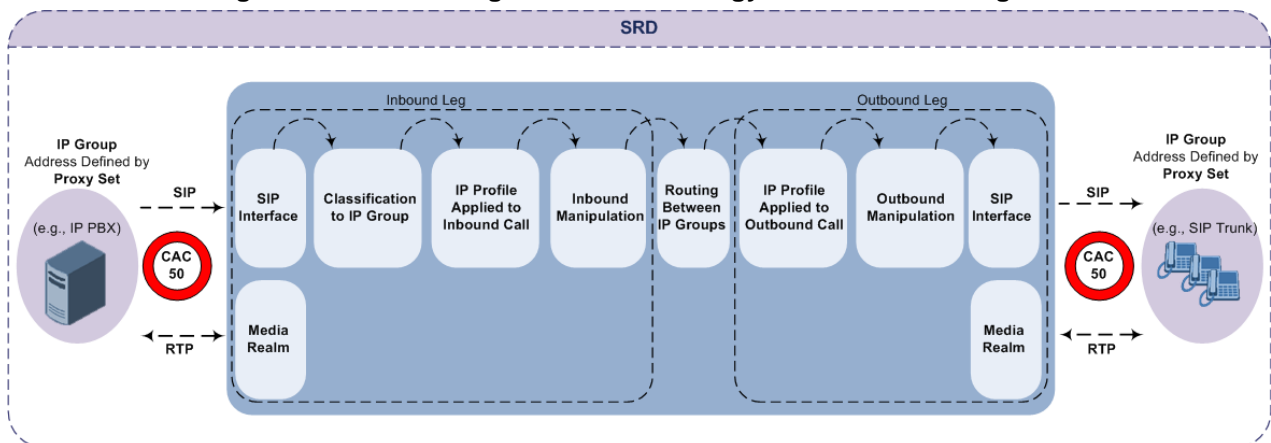 SRD
Inbound Leg
Outbound Leg
IP Group
Address Defined by
Proxy Set
(e.g., IP PBX)
SIP
CAC
50
RTP
SIP
Interface
Classification
to IP Group
IP Profile
Applied to
Inbound Call
Inbound
Manipulation
Routing
Between
IP Groups
IP Profile
Applied to
Outbound Call
Outbound
Manipulation
SIP
Interface
Media
Realm
Media
Realm
SIP
CAC
50
RTP
IP Group
Address Defined by
Proxy Set
(e.g., SIP Trunk)